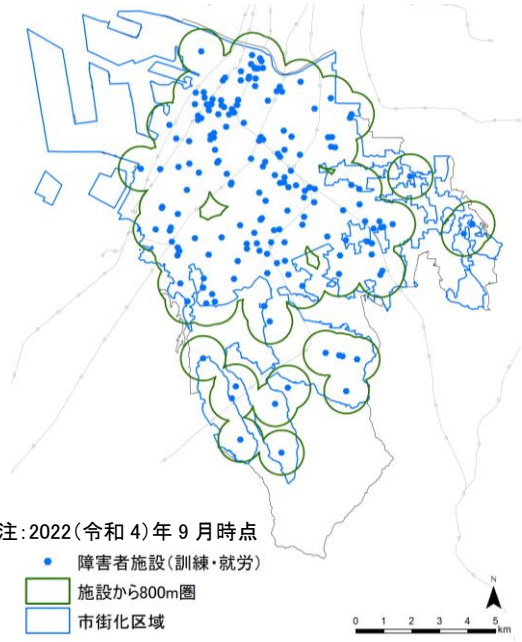 注:2022(令和4)年9月時点
障害者施設(訓練・就労)
施設から800m圏
市街化区域
N
0 1 2 3 4 5
km